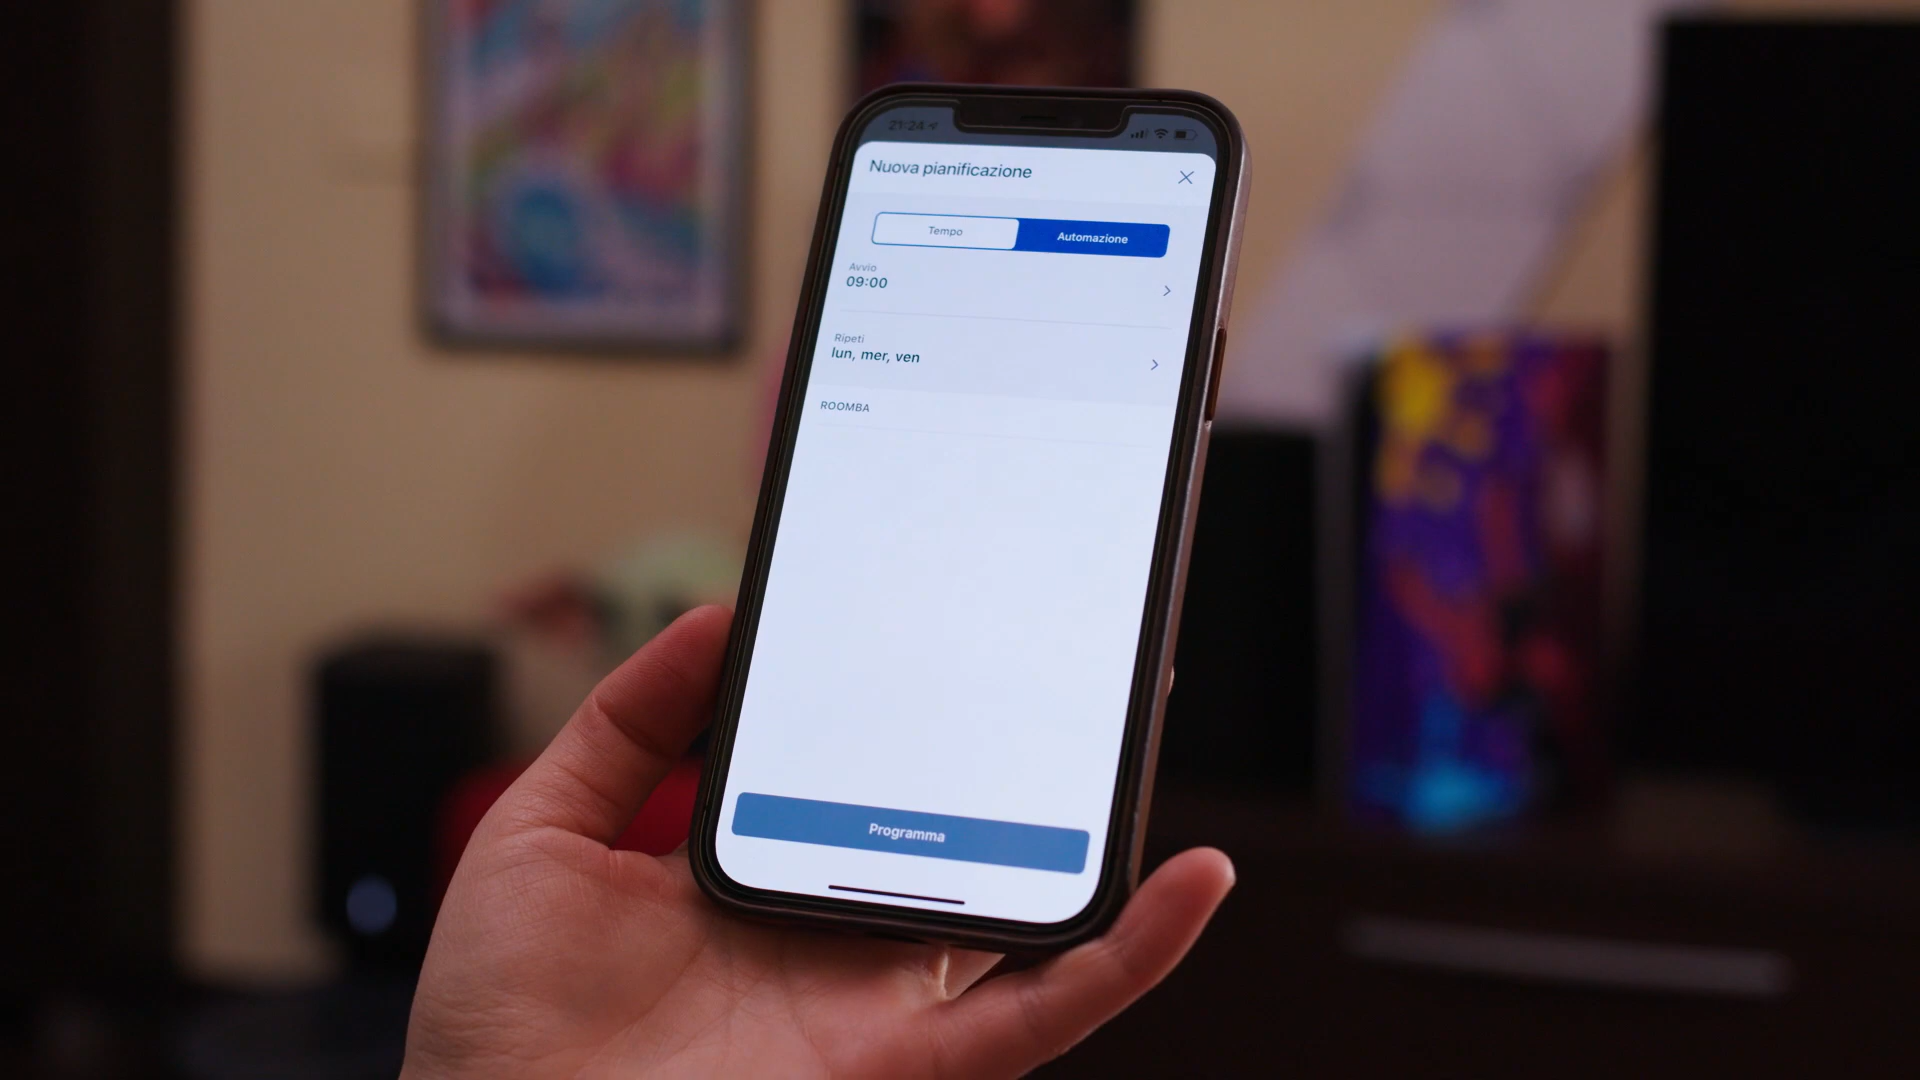 21:24
Nuova pianificazione
Tempo
Automazione
Avvio
09:00
Ripeti
lun, mer, ven
ROOMBA
Programma